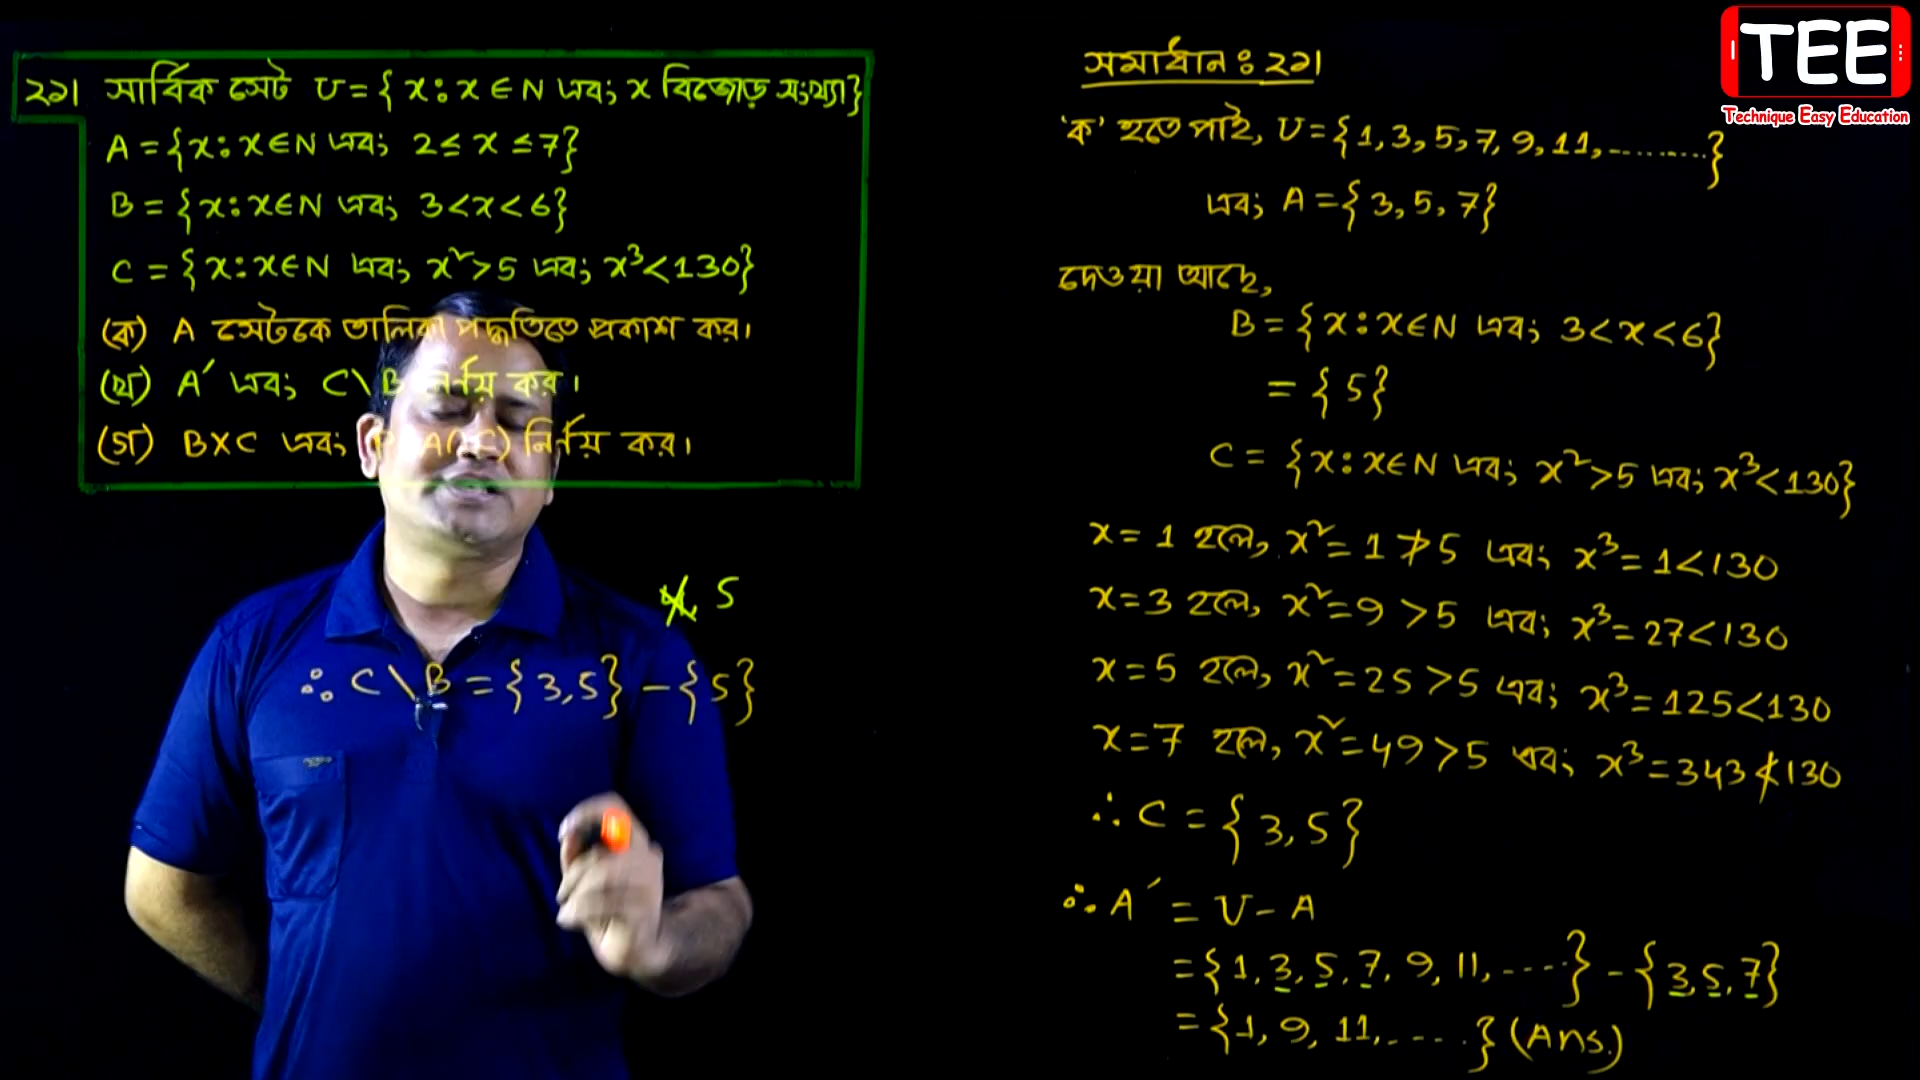 ২১। সার্বিক সেট U = {x : x ∈ N এবং x বিজোড় সংখ্যা}
A = {x : x ∈ N এবং 2 ≤ x ≤ 7}
B = {x : x ∈ N এবং 3 < x < 6}
C = {x : x ∈ N এবং x² > 5 এবং x³ < 130}
(ক) A সেটকে তালিকা পদ্ধতিতে প্রকাশ কর।
(খ) A′ এবং C \ B নির্ণয় কর।
(গ) B × C এবং A ∩ C) নির্ণয় কর।
5
∴ C \ B = {3, 5} − {5}
সমাধান : ২১।
'ক' হতে পাই, U = {1, 3, 5, 7, 9, 11, ..........}
এবং A = {3, 5, 7}
দেওয়া আছে,
B = {x : x ∈ N এবং 3 < x < 6}
= {5}
C = {x : x ∈ N এবং x² > 5 এবং x³ < 130}
x = 1 হলে, x² = 1 ≯ 5 এবং x³ = 1 < 130
x = 3 হলে, x² = 9 > 5 এবং x³ = 27 < 130
x = 5 হলে, x² = 25 > 5 এবং x³ = 125 < 130
x = 7 হলে, x² = 49 > 5 এবং x³ = 343 ≮ 130
∴ C = {3, 5}
∴ A′ = U − A
= {1, 3, 5, 7, 9, 11, .....} − {3, 5, 7}
= {1, 9, 11, .....} (Ans.)
TEE
Technique Easy Education